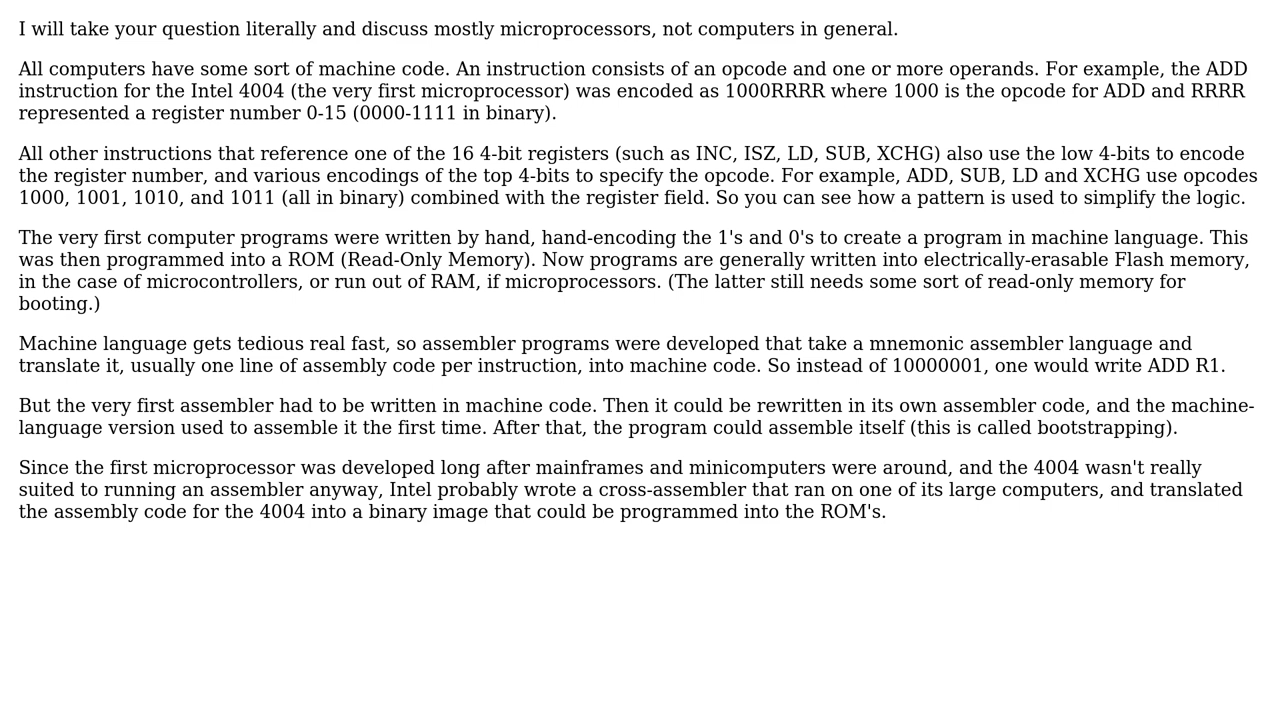 I will take your question literally and discuss mostly microprocessors, not computers in general.
All computers have some sort of machine code. An instruction consists of an opcode and one or more operands. For example, the ADD
instruction for the Intel 4004 (the very first microprocessor) was encoded as 1000RRRR where 1000 is the opcode for ADD and RRRR
represented a register number 0-15 (0000-1111 in binary).
All other instructions that reference one of the 16 4-bit registers (such as INC, ISZ, LD, SUB, XCHG) also use the low 4-bits to encode
the register number, and various encodings of the top 4-bits to specify the opcode. For example, ADD, SUB, LD and XCHG use opcodes
1000, 1001, 1010, and 1011 (all in binary) combined with the register field. So you can see how a pattern is used to simplify the logic.
The very first computer programs were written by hand, hand-encoding the 1's and 0's to create a program in machine language. This
was then programmed into a ROM (Read-Only Memory). Now programs are generally written into electrically-erasable Flash memory,
in the case of microcontrollers, or run out of RAM, if microprocessors. (The latter still needs some sort of read-only memory for
booting.)
Machine language gets tedious real fast, so assembler programs were developed that take a mnemonic assembler language and
translate it, usually one line of assembly code per instruction, into machine code. So instead of 10000001, one would write ADD R1.
But the very first assembler had to be written in machine code. Then it could be rewritten in its own assembler code, and the machine-
language version used to assemble it the first time. After that, the program could assemble itself (this is called bootstrapping).
Since the first microprocessor was developed long after mainframes and minicomputers were around, and the 4004 wasn't really
suited to running an assembler anyway, Intel probably wrote a cross-assembler that ran on one of its large computers, and translated
the assembly code for the 4004 into a binary image that could be programmed into the ROM's.